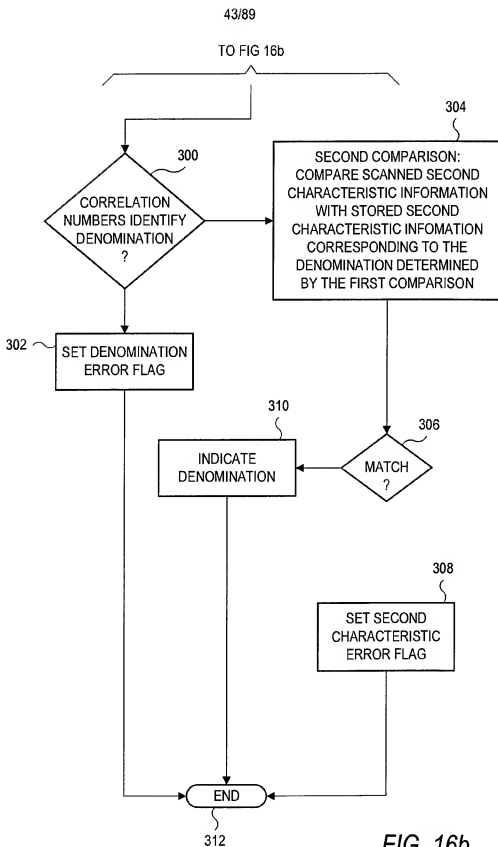 43/89
TO FIG 16b
300
CORRELATION
NUMBERS IDENTIFY
DENOMINATION
?
304
SECOND COMPARISON:
COMPARE SCANNED SECOND
CHARACTERISTIC INFORMATION
WITH STORED SECOND
CHARACTERISTIC INFOMATION
CORRESPONDING TO THE
DENOMINATION DETERMINED
BY THE FIRST COMPARISON
302
SET DENOMINATION
ERROR FLAG
306
MATCH
?
310
INDICATE
DENOMINATION
308
SET SECOND
CHARACTERISTIC
ERROR FLAG
END
312
FIG. 16b